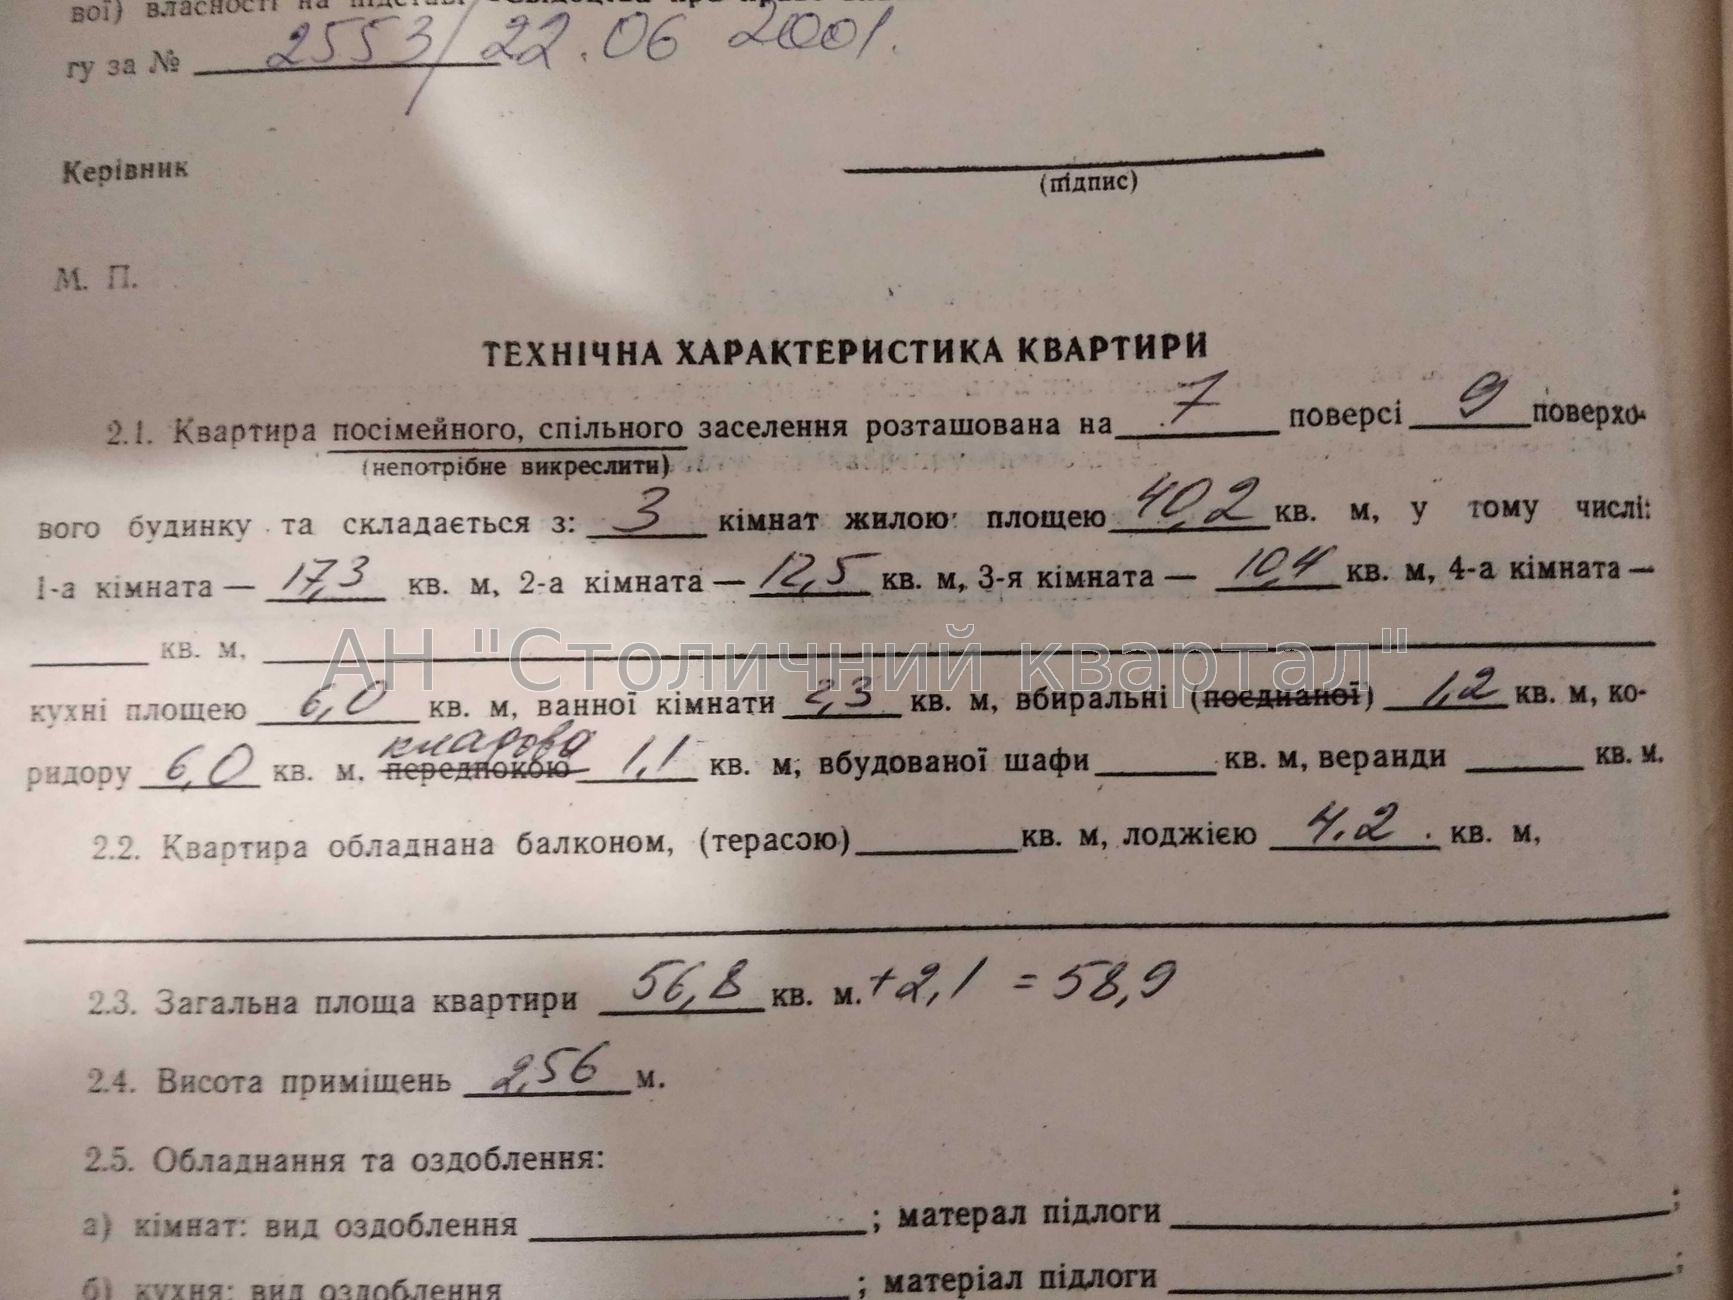 вої) власності на підставі «Свідоцтва про право
гу за № 2553/22.06 2001.
Керівник
(підпис)
М. П.
ТЕХНІЧНА ХАРАКТЕРИСТИКА КВАРТИРИ
2.1. Квартира посімейного, спільного заселення розташована на 7 поверсі 9 поверхо-
(непотрібне викреслити)
вого будинку та складається з: 3 кімнат жилою площею 40,2 кв. м, у тому числі:
1-а кімната — 17,3 кв. м, 2-а кімната — 12,5 кв. м, 3-я кімната — 10,4 кв. м, 4-а кімната —
кв. м,
АН "Столичний квартал"
кухні площею 6,0 кв. м, ванної кімнати 2,3 кв. м, вбиральні (поєднаної) 1,2 кв. м, ко-
кладова
ридору 6,0 кв. м, передпокою 1,1 кв. м, вбудованої шафи кв. м, веранди кв. м.
2.2. Квартира обладнана балконом, (терасою) кв. м, лоджією 4.2 . кв. м,
2.3. Загальна площа квартири 56,8 кв. м. + 2,1 = 58,9
2.4. Висота приміщень 2,56 м.
2.5. Обладнання та оздоблення:
а) кімнат: вид оздоблення ; матерал підлоги ;
б) кухня: вид оздоблення ; матеріал підлоги ;